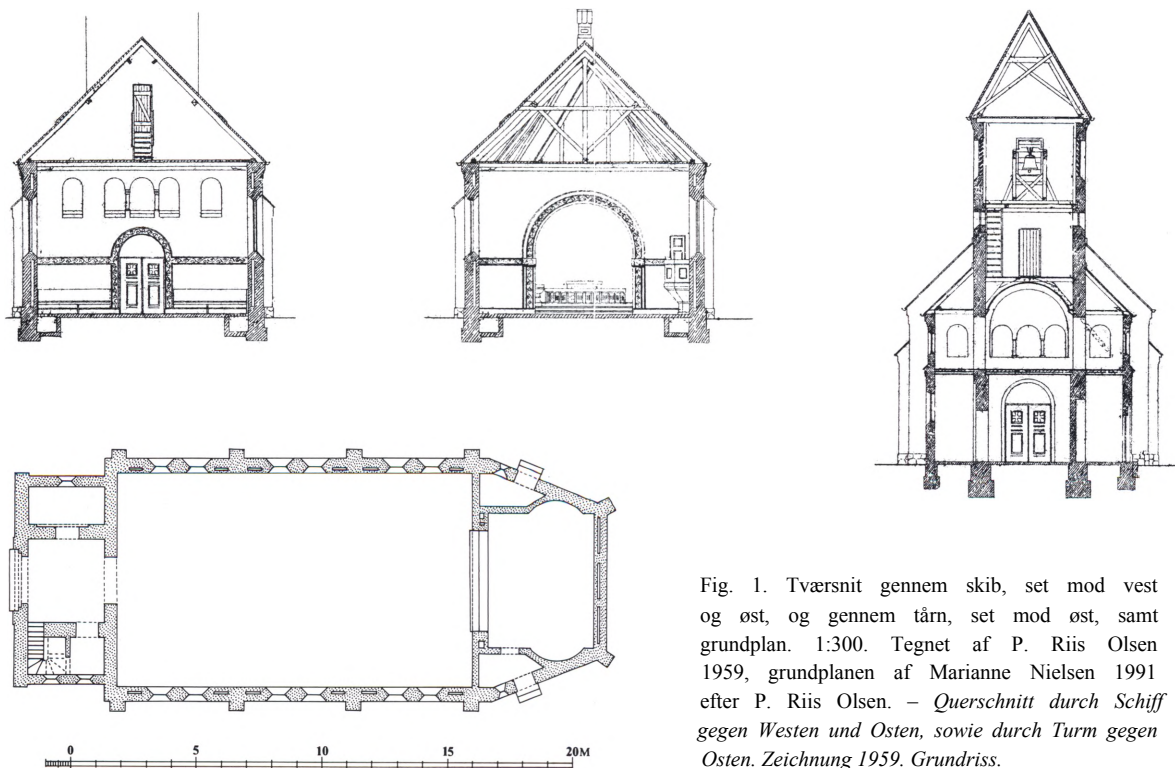 Fig. 1. Tværsnit gennem skib, set mod vest
og øst, og gennem tårn, set mod øst, samt
grundplan. 1:300. Tegnet af P. Riis Olsen
1959, grundplanen af Marianne Nielsen 1991
efter P. Riis Olsen. – Querschnitt durch Schiff
gegen Westen und Osten, sowie durch Turm gegen
Osten. Zeichnung 1959. Grundriss.
0 5 10 15 20M